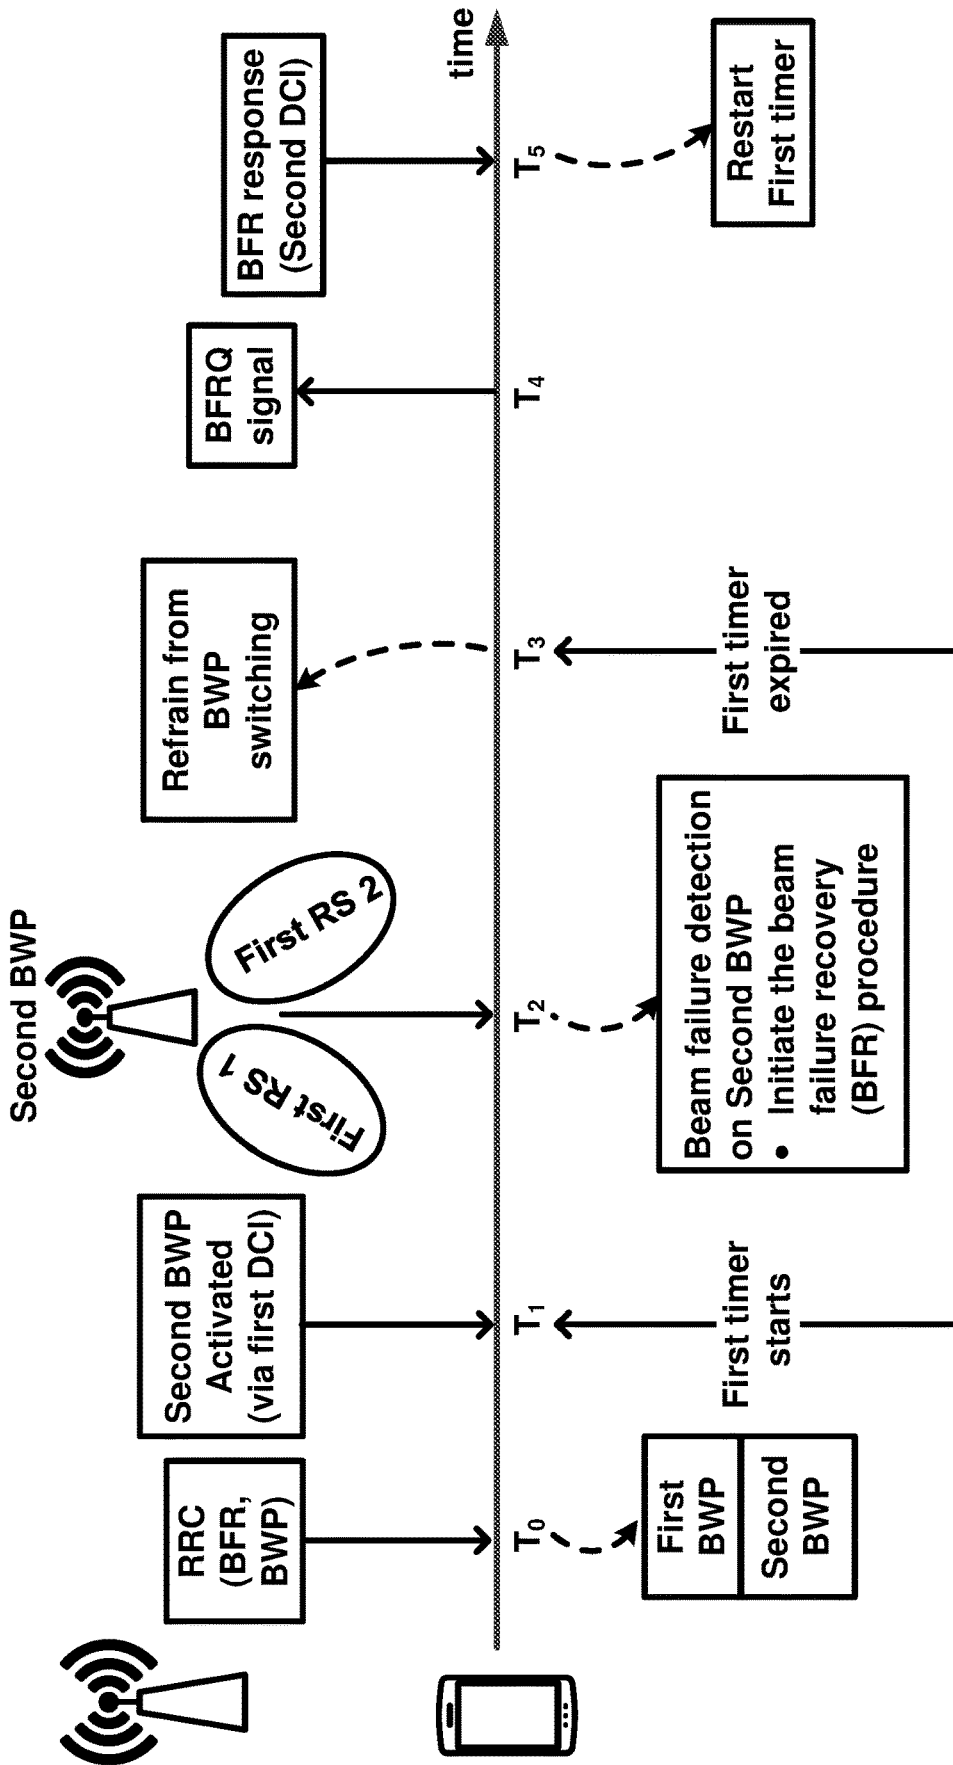 Second BWP
RRC
(BFR,
BWP)
Second BWP
Activated
(via first DCI)
First RS 1
First RS 2
Refrain from
BWP
switching
BFRQ
signal
BFR response
(Second DCI)
time
T0
T1
T2
T3
T4
T5
First
BWP
Second
BWP
First timer
starts
Beam failure detection
on Second BWP
• Initiate the beam
failure recovery
(BFR) procedure
First timer
expired
Restart
First timer